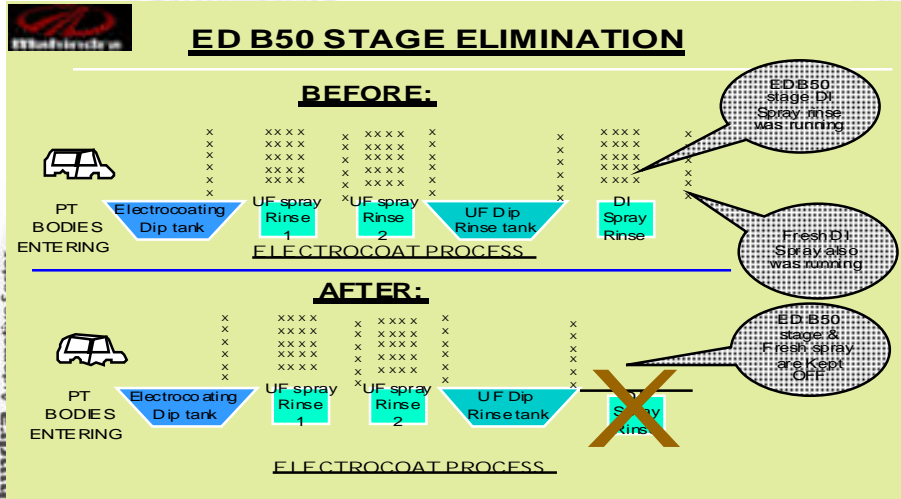 Mahindra
ED B50 STAGE ELIMINATION
BEFORE:
ED B50
stage DI
Spray rinse
was running
PT
BODIES
ENTERING
Electrocoating
Dip tank
UF spray
Rinse
1
UF spray
Rinse
2
UF Dip
Rinse tank
DI
Spray
Rinse
Fresh DI
Spray also
was running
ELECTROCOAT PROCESS
AFTER:
ED B50
stage &
Fresh spray
are Kept
OFF
PT
BODIES
ENTERING
Electrocoating
Dip tank
UF spray
Rinse
1
UF spray
Rinse
2
UF Dip
Rinse tank
Rinse
ELECTROCOAT PROCESS